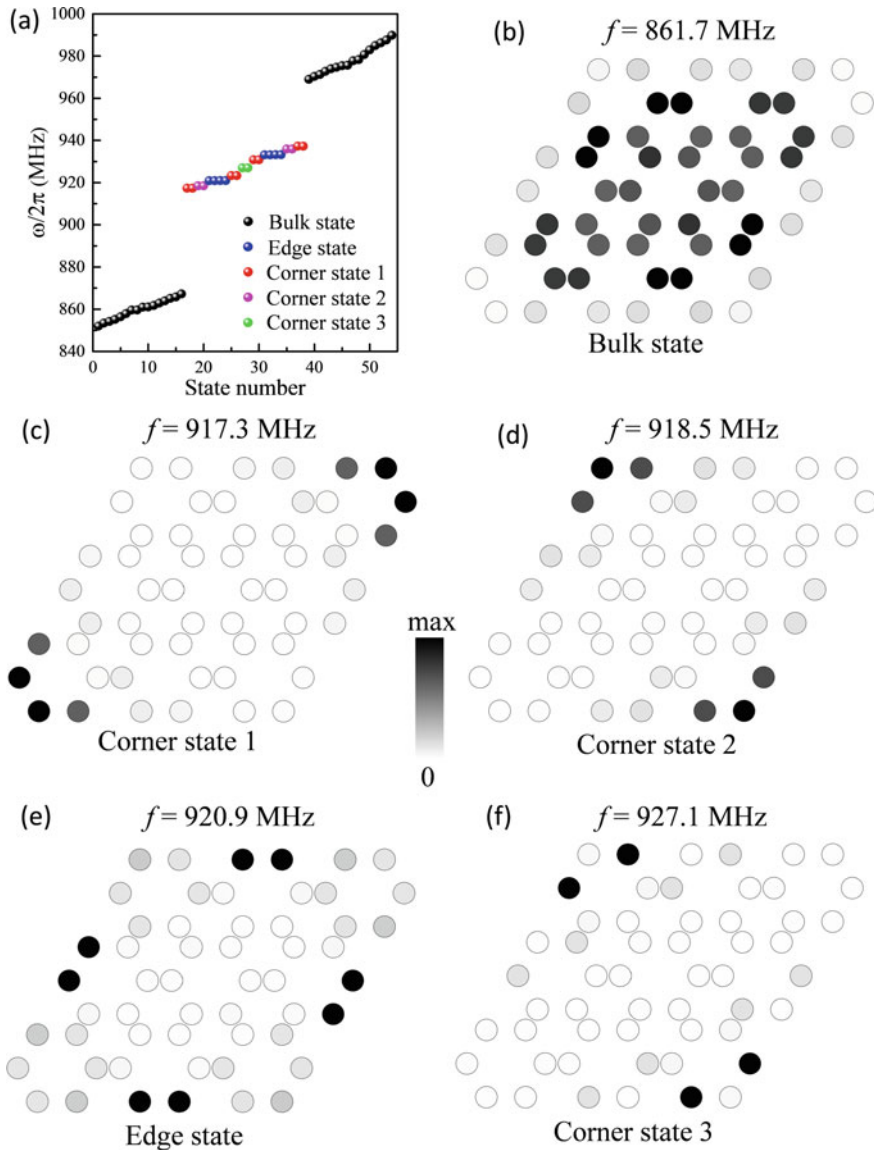 (a)
1000
980
960
940
920
900
880
860
840
ω/2π (MHz)
Bulk state
Edge state
Corner state 1
Corner state 2
Corner state 3
0 10 20 30 40 50
State number
(b)
f = 861.7 MHz
Bulk state
(c)
f = 917.3 MHz
Corner state 1
(d)
f = 918.5 MHz
Corner state 2
max
0
(e)
f = 920.9 MHz
Edge state
(f)
f = 927.1 MHz
Corner state 3